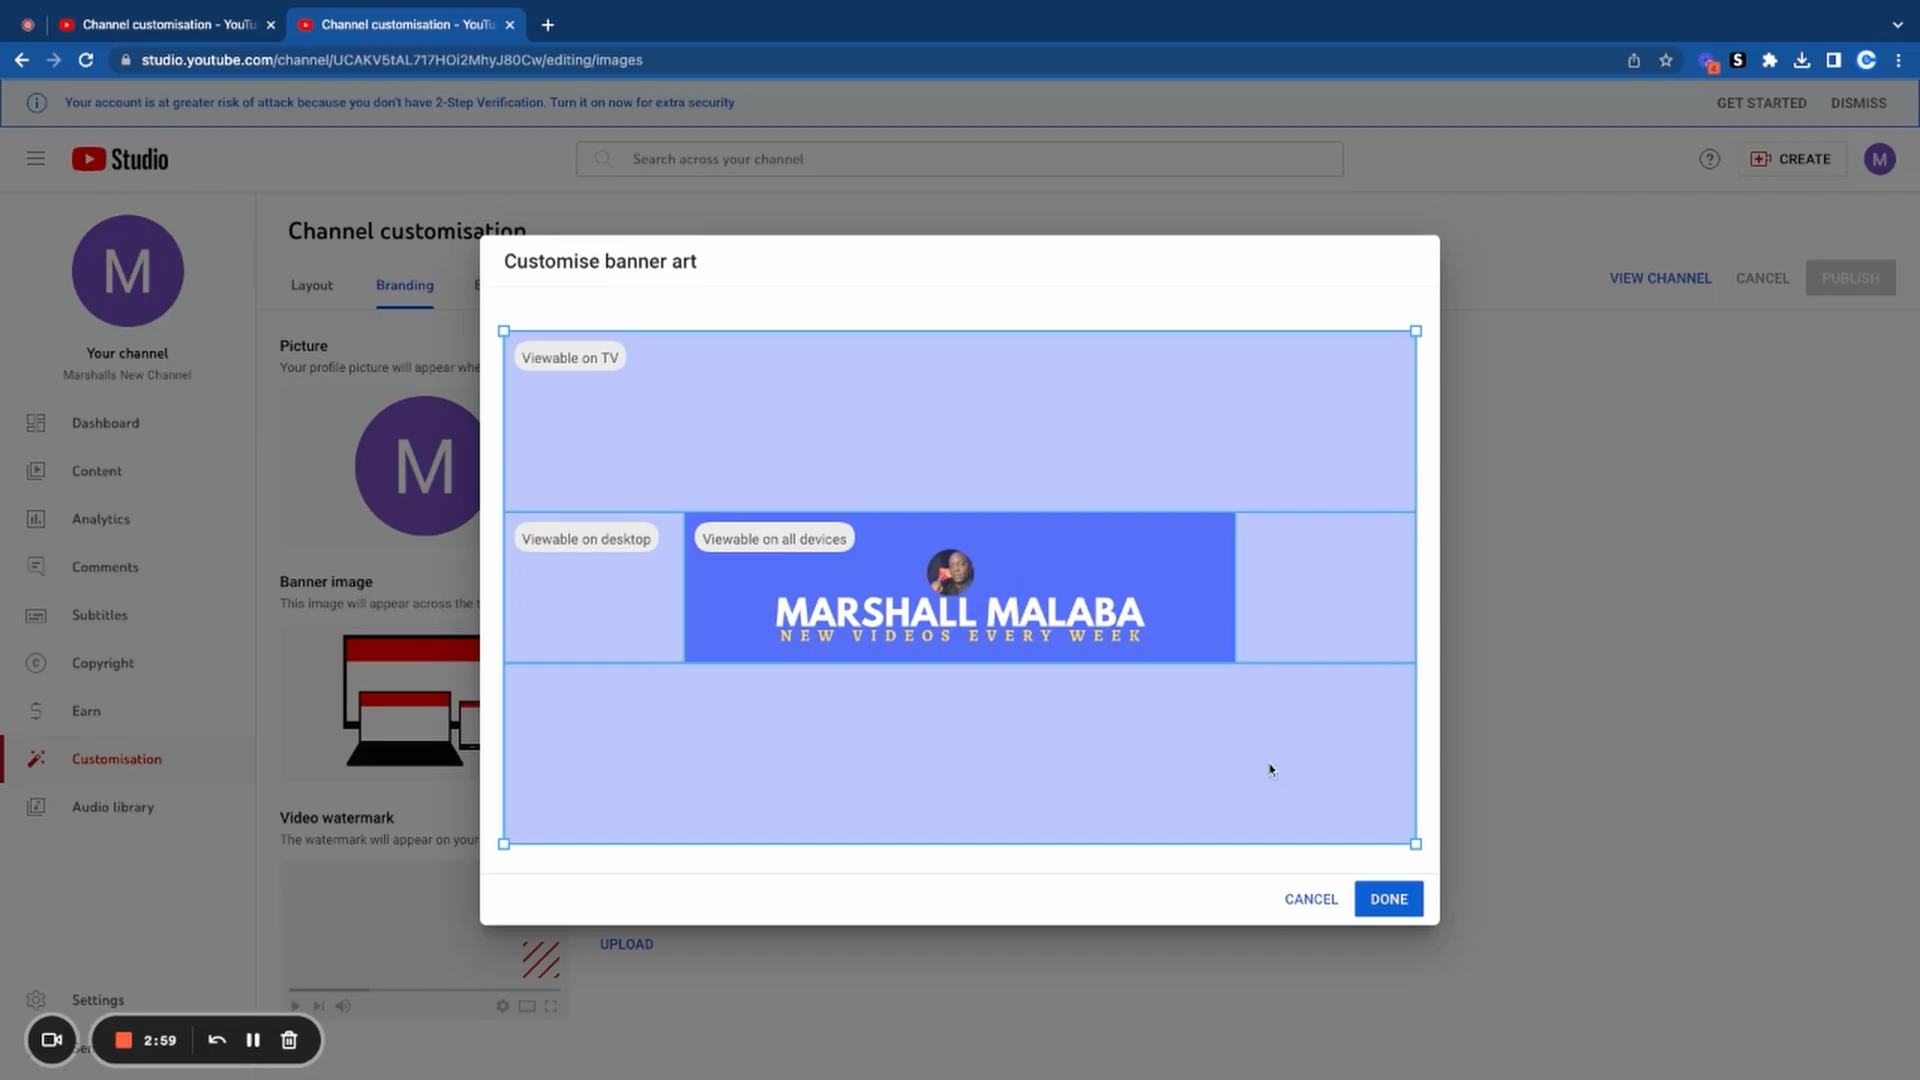 Channel customisation - YouTu
Channel customisation - YouTu
studio.youtube.com/channel/UCAKV5tAL717HOi2MhyJ80Cw/editing/images
4
S
Your account is at greater risk of attack because you don't have 2-Step Verification. Turn it on now for extra security
GET STARTED
DISMISS
Studio
Search across your channel
CREATE
M
M
Your channel
Marshalls New Channel
Dashboard
Content
Analytics
Comments
Subtitles
Copyright
Earn
Customisation
Audio library
Settings
Channel customisation
Layout
Branding
VIEW CHANNEL
CANCEL
PUBLISH
Picture
Your profile picture will appear whe
M
Banner image
This image will appear across the t
Video watermark
The watermark will appear on your
UPLOAD
Customise banner art
Viewable on TV
Viewable on desktop
Viewable on all devices
MARSHALL MALABA
NEW VIDEOS EVERY WEEK
CANCEL
DONE
2:59